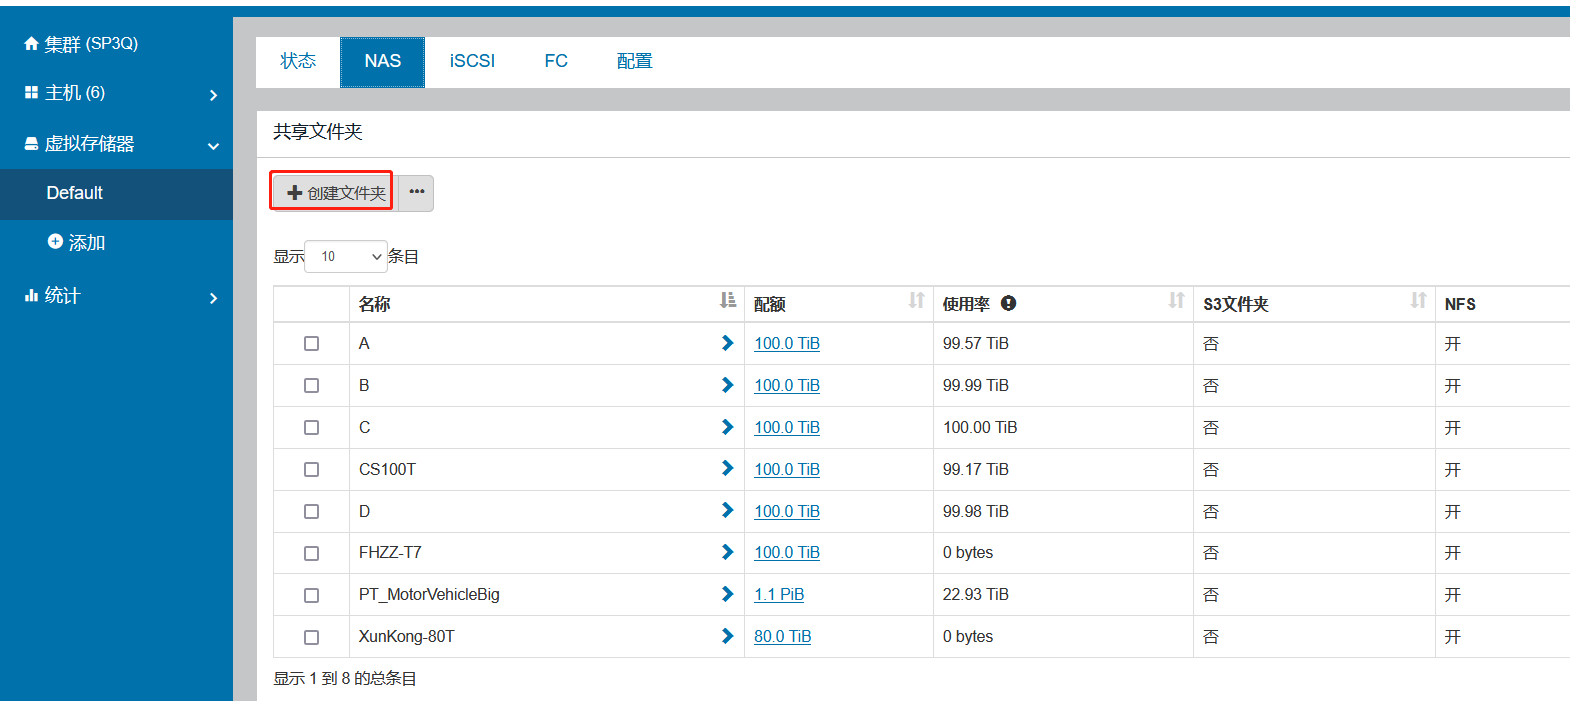 集群 (SP3Q)
主机 (6)
虚拟存储器
Default
添加
统计
状态 NAS iSCSI FC 配置
共享文件夹
创建文件夹 •••
显示 10 条目
名称 配额 使用率 S3文件夹 NFS
A 100.0 TiB 99.57 TiB 否 开
B 100.0 TiB 99.99 TiB 否 开
C 100.0 TiB 100.00 TiB 否 开
CS100T 100.0 TiB 99.17 TiB 否 开
D 100.0 TiB 99.98 TiB 否 开
FHZZ-T7 100.0 TiB 0 bytes 否 开
PT_MotorVehicleBig 1.1 PiB 22.93 TiB 否 开
XunKong-80T 80.0 TiB 0 bytes 否 开
显示 1 到 8 的总条目